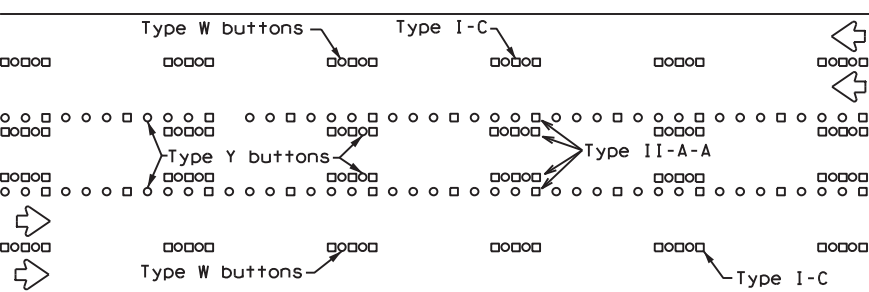 Type W buttons
Type I-C
Type Y buttons
Type II-A-A
Type W buttons
Type I-C